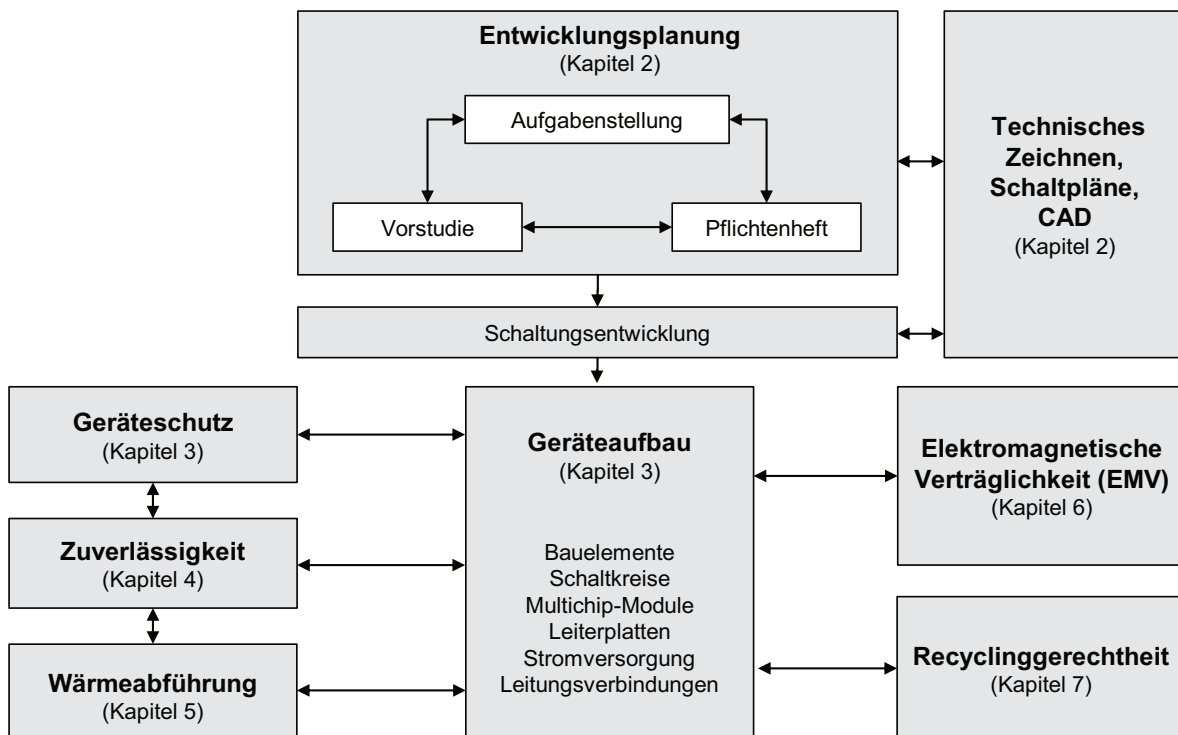 Entwicklungsplanung
(Kapitel 2)
Aufgabenstellung
Vorstudie
Pflichtenheft
Technisches
Zeichnen,
Schaltpläne,
CAD
(Kapitel 2)
Schaltungsentwicklung
Geräteschutz
(Kapitel 3)
Zuverlässigkeit
(Kapitel 4)
Wärmeabführung
(Kapitel 5)
Geräteaufbau
(Kapitel 3)
Bauelemente
Schaltkreise
Multichip-Module
Leiterplatten
Stromversorgung
Leitungsverbindungen
Elektromagnetische
Verträglichkeit (EMV)
(Kapitel 6)
Recyclinggerechtheit
(Kapitel 7)